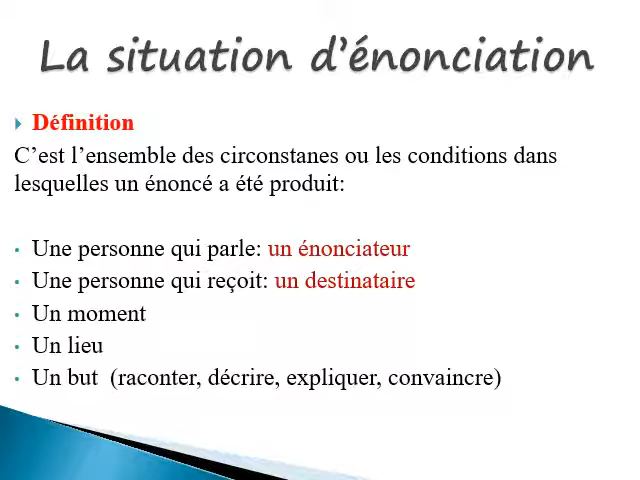 La situation d’énonciation
Définition
C’est l’ensemble des circonstanes ou les conditions dans
lesquelles un énoncé a été produit:
Une personne qui parle: un énonciateur
Une personne qui reçoit: un destinataire
Un moment
Un lieu
Un but (raconter, décrire, expliquer, convaincre)